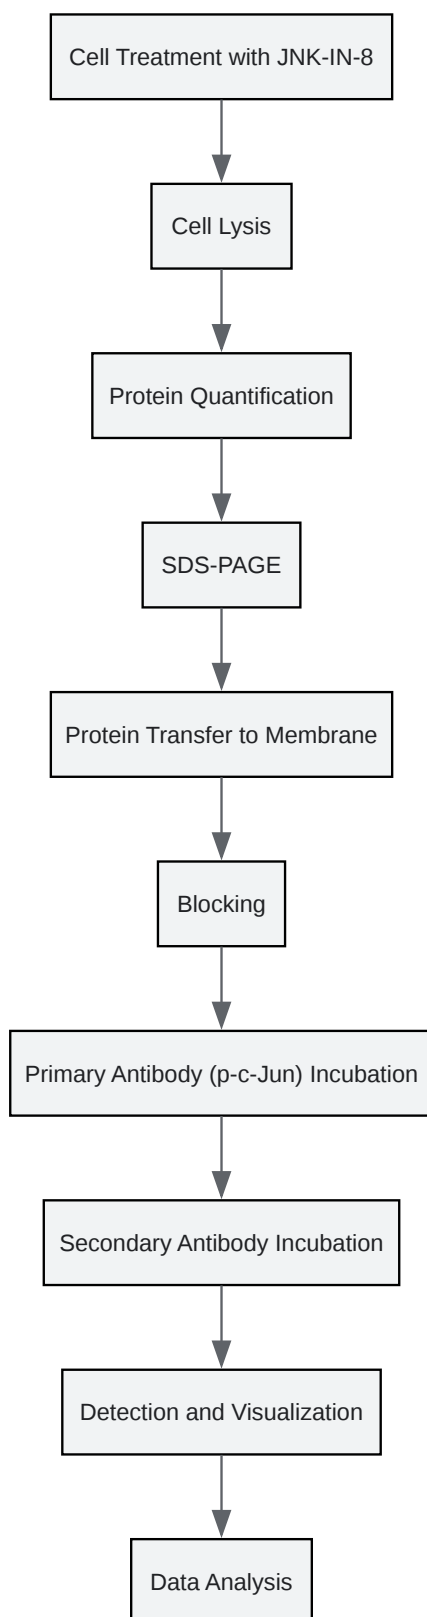 Cell Treatment with JNK-IN-8
Cell Lysis
Protein Quantification
SDS-PAGE
Protein Transfer to Membrane
Blocking
Primary Antibody (p-c-Jun) Incubation
Secondary Antibody Incubation
Detection and Visualization
Data Analysis